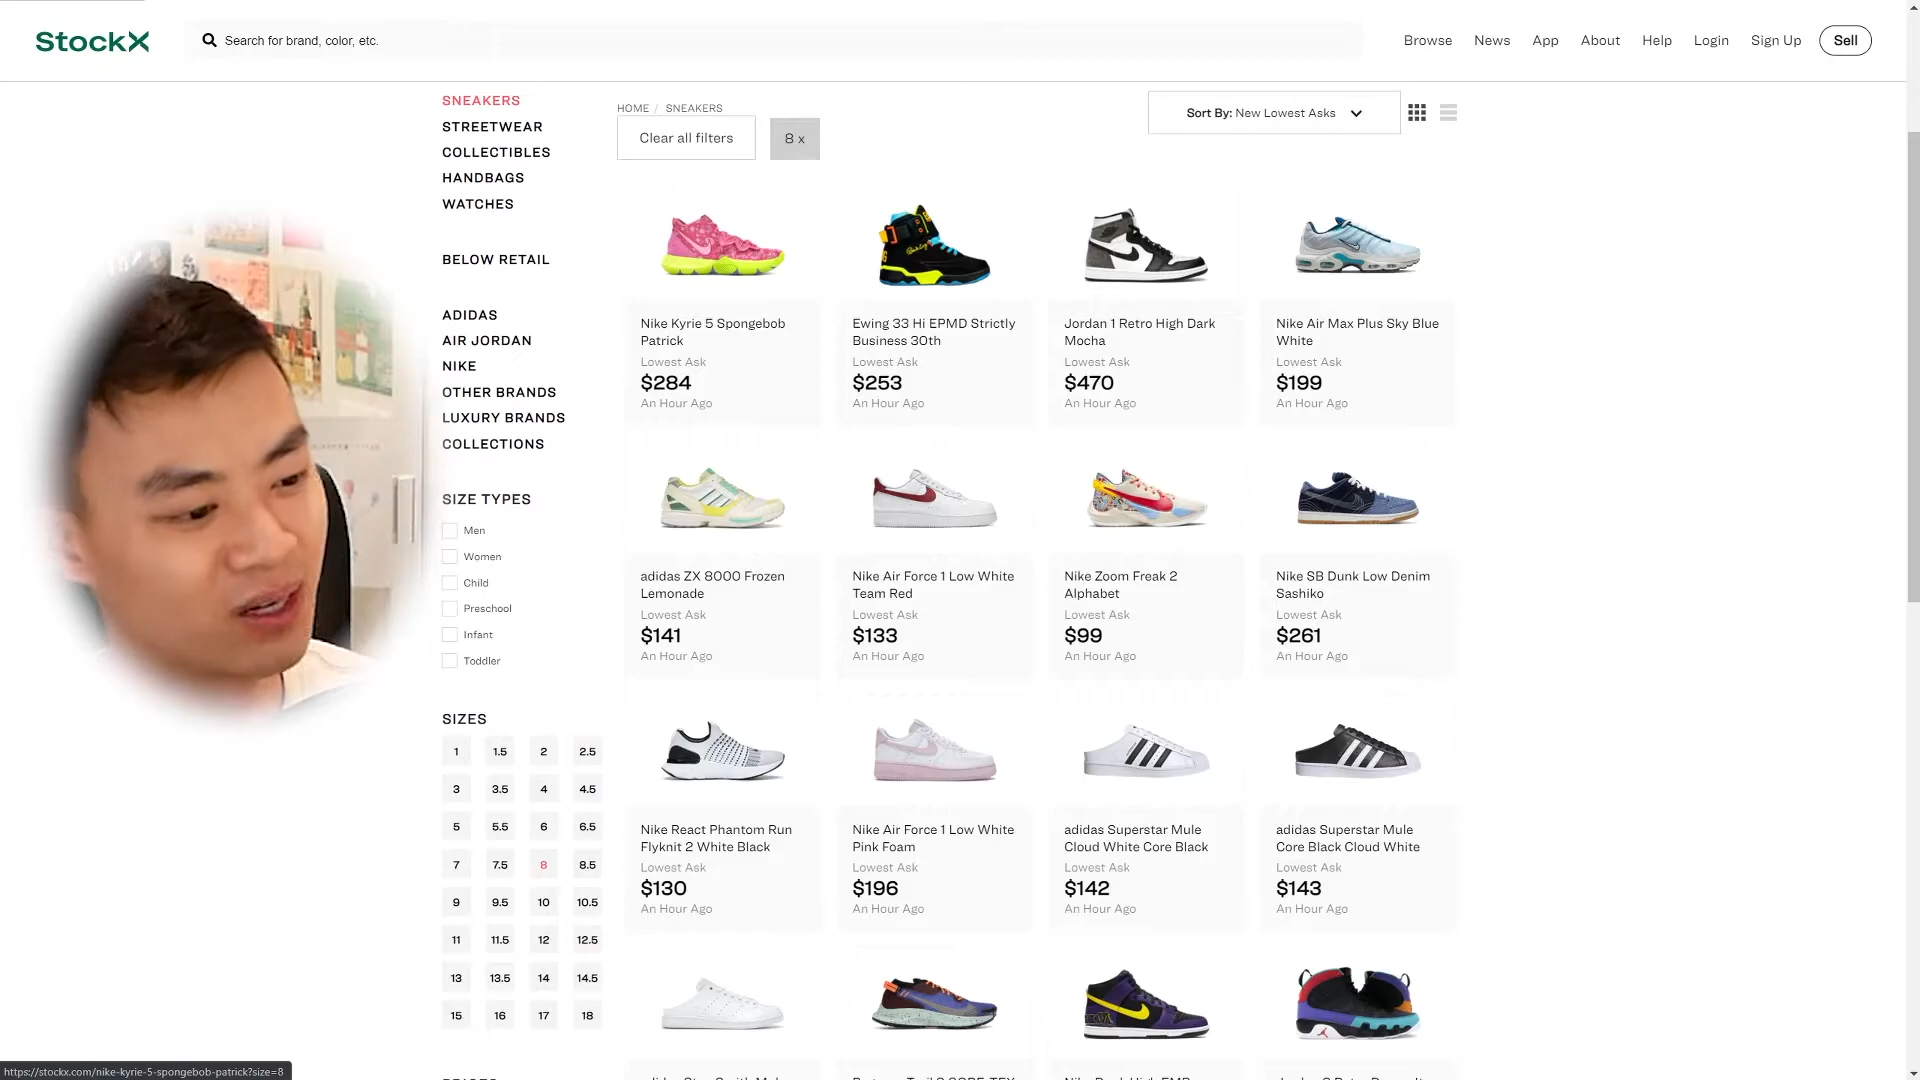 StockX
Search for brand, color, etc.
Browse
News
App
About
Help
Login
Sign Up
Sell
SNEAKERS
STREETWEAR
COLLECTIBLES
HANDBAGS
WATCHES
BELOW RETAIL
ADIDAS
AIR JORDAN
NIKE
OTHER BRANDS
LUXURY BRANDS
COLLECTIONS
SIZE TYPES
Men
Women
Child
Preschool
Infant
Toddler
SIZES
1 1.5 2 2.5
3 3.5 4 4.5
5 5.5 6 6.5
7 7.5 8 8.5
9 9.5 10 10.5
11 11.5 12 12.5
13 13.5 14 14.5
15 16 17 18
HOME / SNEAKERS
Clear all filters
8 x
Sort By: New Lowest Asks
Nike Kyrie 5 Spongebob
Patrick
Lowest Ask
$284
An Hour Ago
Ewing 33 Hi EPMD Strictly
Business 30th
Lowest Ask
$253
An Hour Ago
Jordan 1 Retro High Dark
Mocha
Lowest Ask
$470
An Hour Ago
Nike Air Max Plus Sky Blue
White
Lowest Ask
$199
An Hour Ago
adidas ZX 8000 Frozen
Lemonade
Lowest Ask
$141
An Hour Ago
Nike Air Force 1 Low White
Team Red
Lowest Ask
$133
An Hour Ago
Nike Zoom Freak 2
Alphabet
Lowest Ask
$99
An Hour Ago
Nike SB Dunk Low Denim
Sashiko
Lowest Ask
$261
An Hour Ago
Nike React Phantom Run
Flyknit 2 White Black
Lowest Ask
$130
An Hour Ago
Nike Air Force 1 Low White
Pink Foam
Lowest Ask
$196
An Hour Ago
adidas Superstar Mule
Cloud White Core Black
Lowest Ask
$142
An Hour Ago
adidas Superstar Mule
Core Black Cloud White
Lowest Ask
$143
An Hour Ago
https://stockx.com/nike-kyrie-5-spongebob-patrick?size=8